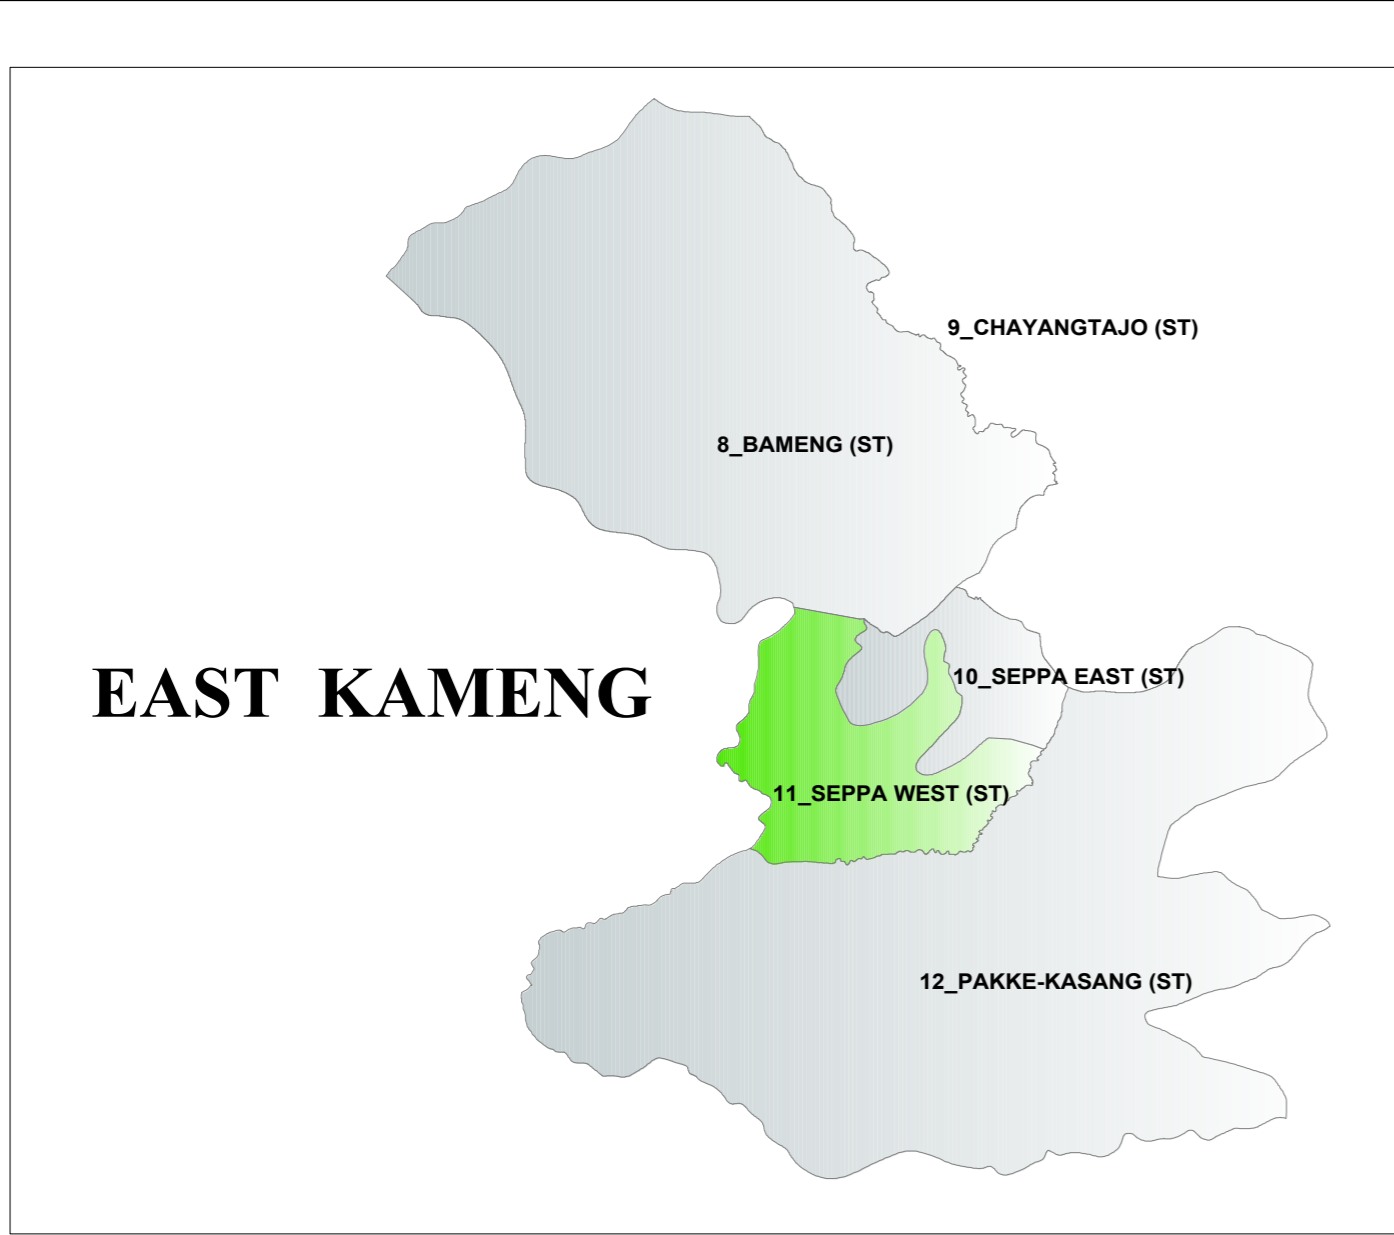 9_CHAYANGTAJO (ST)
8_BAMENG (ST)
EAST KAMENG
10_SEPPA EAST (ST)
11_SEPPA WEST (ST)
12_PAKKE-KASANG (ST)